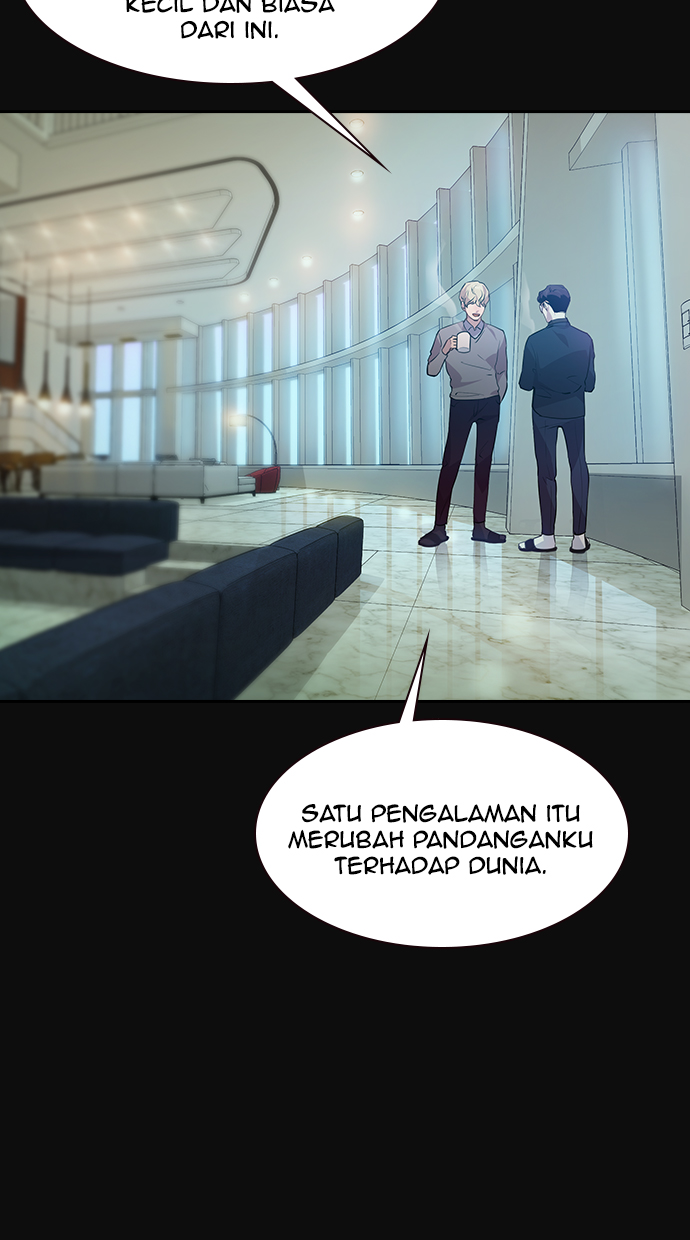 KECIL DAN BIASA
DARI INI.
SATU PENGALAMAN ITU
MERUBAH PANDANGANKU
TERHADAP DUNIA.